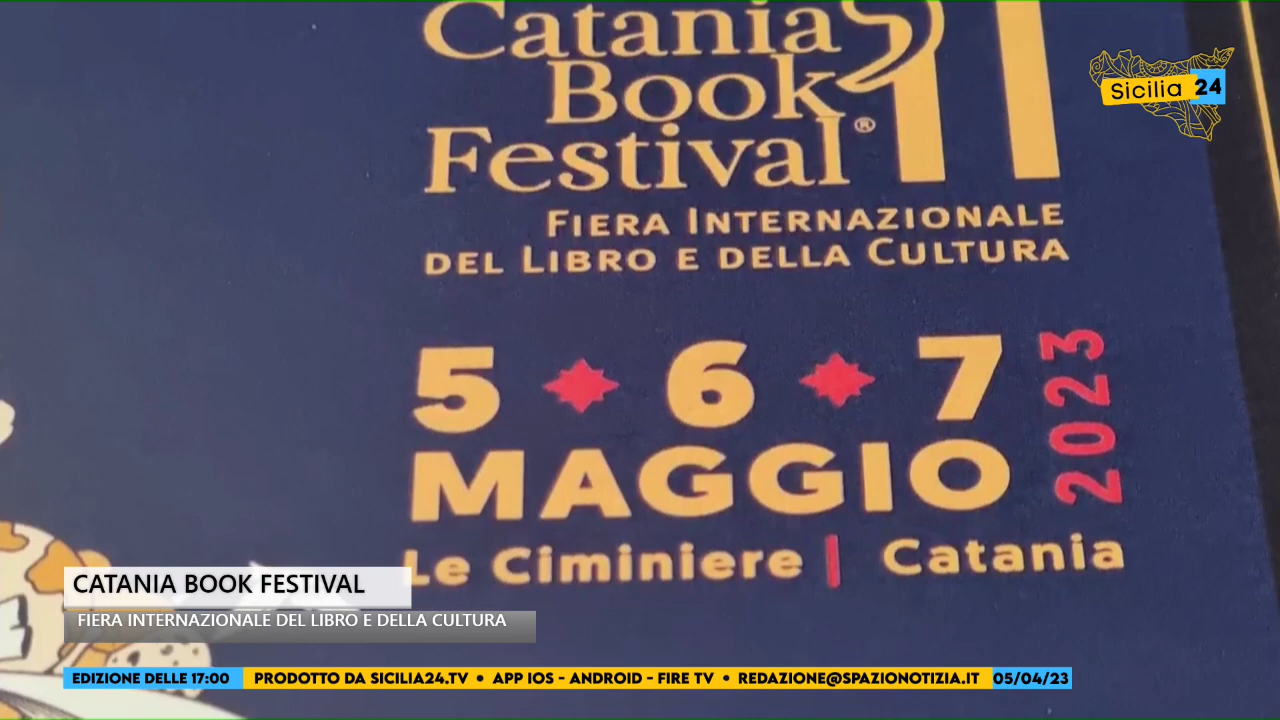 Catania
Book
Festival®
Fiera Internazionale
del Libro e della Cultura
5 6 7
MAGGIO
2023
Le Ciminiere | Catania
Sicilia 24
CATANIA BOOK FESTIVAL
FIERA INTERNAZIONALE DEL LIBRO E DELLA CULTURA
EDIZIONE DELLE 17:00 PRODOTTO DA SICILIA24.TV • APP IOS - ANDROID - FIRE TV • REDAZIONE@SPAZIONOTIZIA.IT 05/04/23